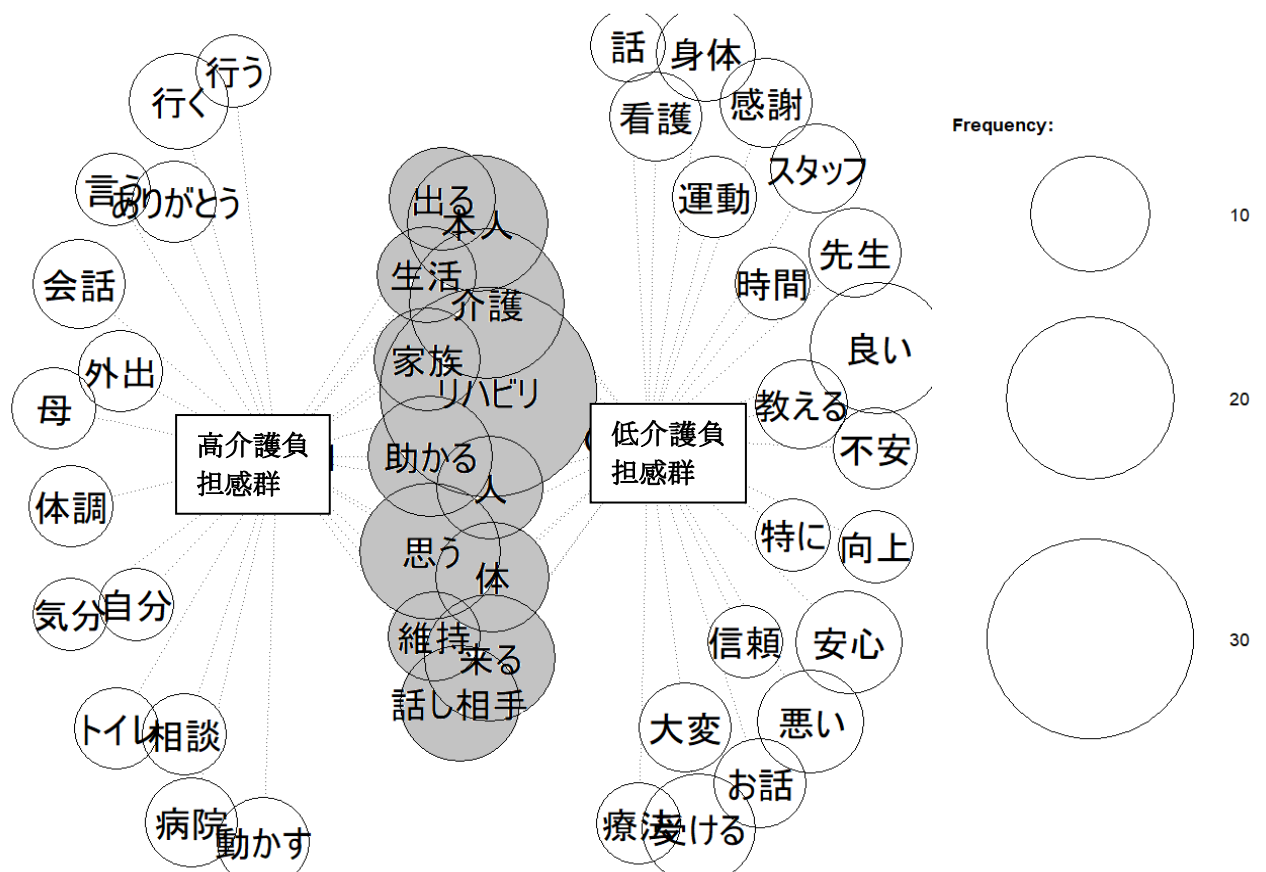 行う
行く
言う
ありがとう
会話
外出
母
高介護負
担感群
体調
気分
自分
トイレ
相談
病院
動かす
出る
本人
生活
介護
家族
リハビリ
助かる
人
思う
体
維持
来る
話し相手
話
身体
看護
感謝
スタッフ
運動
先生
時間
良い
教える
不安
低介護負
担感群
特に
向上
信頼
安心
大変
悪い
お話
療法
受ける
Frequency:
10
20
30